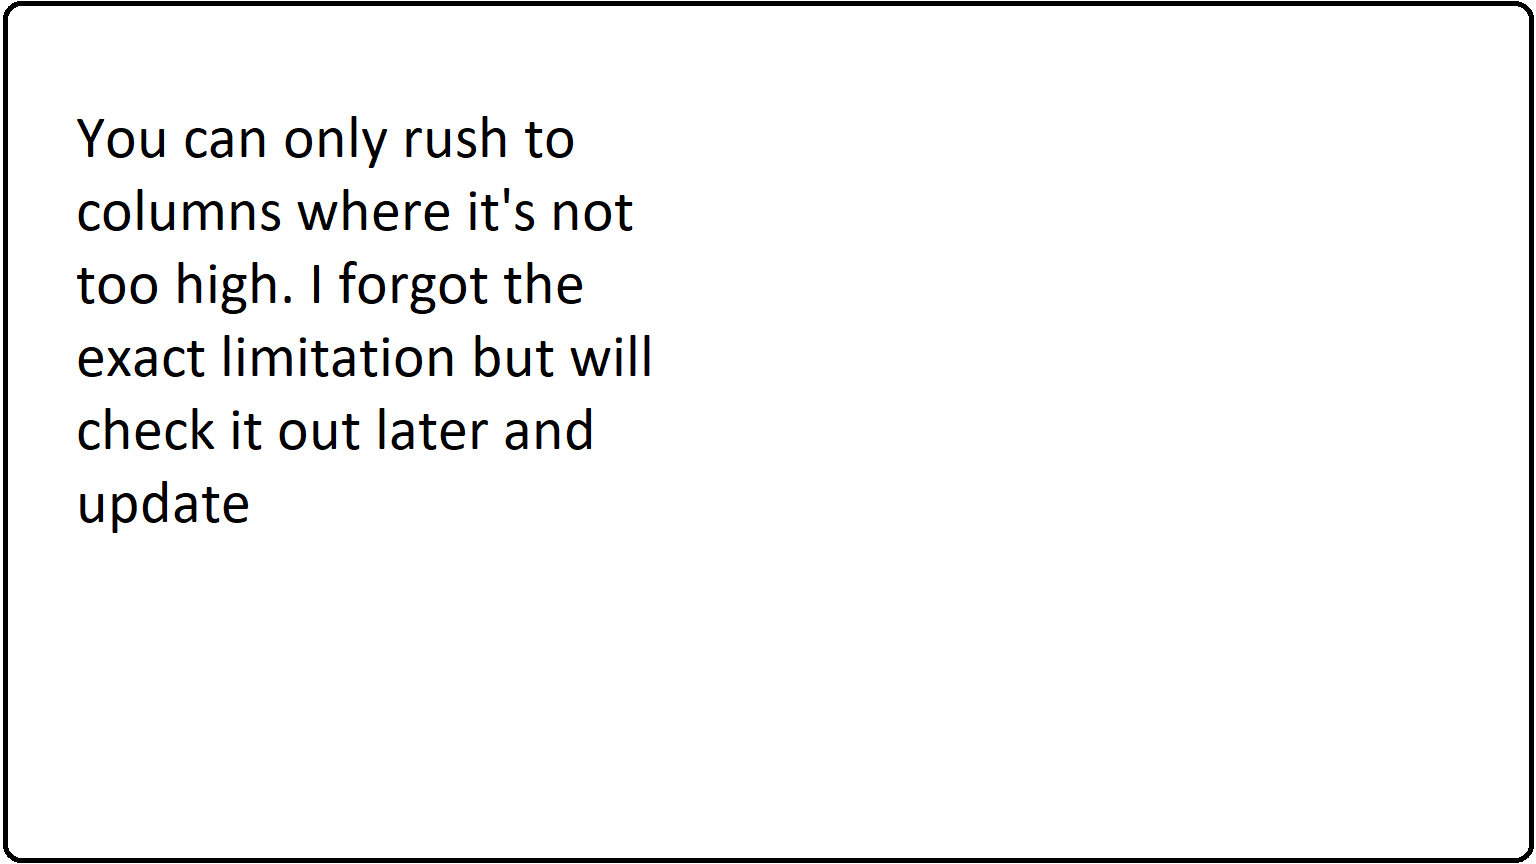 You can only rush to
columns where it's not
too high. I forgot the
exact limitation but will
check it out later and
update